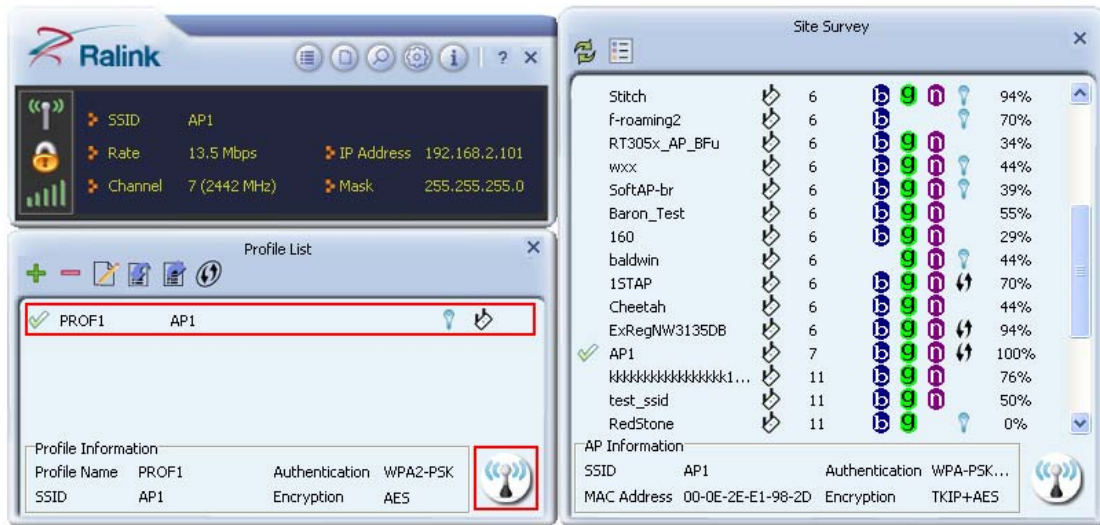 Ralink
? ×
SSID AP1
Rate 13.5 Mbps IP Address 192.168.2.101
Channel 7 (2442 MHz) Mask 255.255.255.0
Profile List ×
PROF1 AP1
Profile Information
Profile Name PROF1 Authentication WPA2-PSK
SSID AP1 Encryption AES
Site Survey ×
Stitch 6 b g n 94%
f-roaming2 6 b 70%
RT305x_AP_BFu 6 b g n 34%
wxx 6 b g n 44%
SoftAP-br 6 b g n 39%
Baron_Test 6 b g n 55%
160 6 b g n 29%
baldwin 6 g n 44%
1STAP 6 b g n 70%
Cheetah 6 b g n 44%
ExRegNW3135DB 6 b g n 94%
AP1 7 b g n 100%
kkkkkkkkkkkkkkkk1... 11 b g n 76%
test_ssid 11 b g n 50%
RedStone 11 b g 0%
AP Information
SSID AP1 Authentication WPA-PSK...
MAC Address 00-0E-2E-E1-98-2D Encryption TKIP+AES